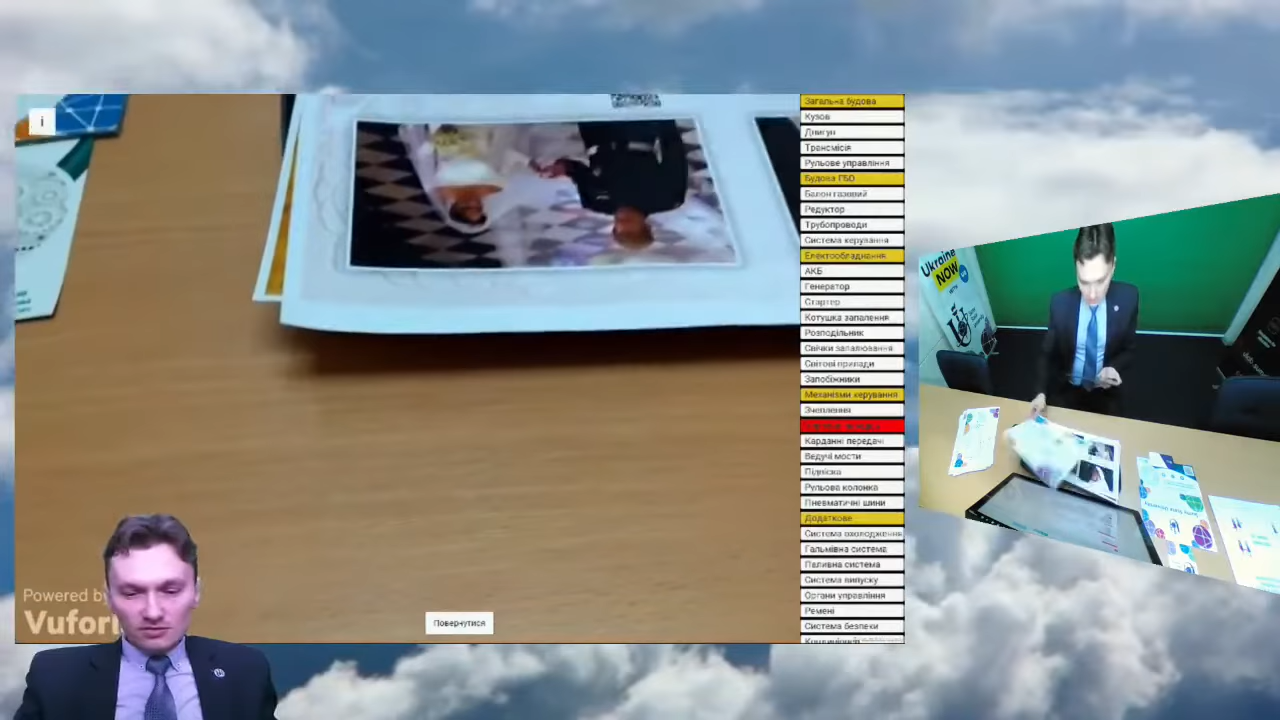 i
Загальна будова
Кузов
Двигун
Трансмісія
Рульове управління
Будова ГБО
Балон газовий
Редуктор
Трубопроводи
Система керування
Електрообладнання
АКБ
Генератор
Стартер
Котушка запалення
Розподільник
Свічки запалювання
Світові прилади
Запобіжники
Механізми керування
Зчеплення
Карданні передачі
Ведучі мости
Підвіска
Рульова колонка
Пневматичні шини
Додаткове
Система охолодження
Гальмівна система
Паливна система
Система випуску
Органи управління
Ремені
Система безпеки
Повернутися
Powered by
Vufori
Ukraine
NOW